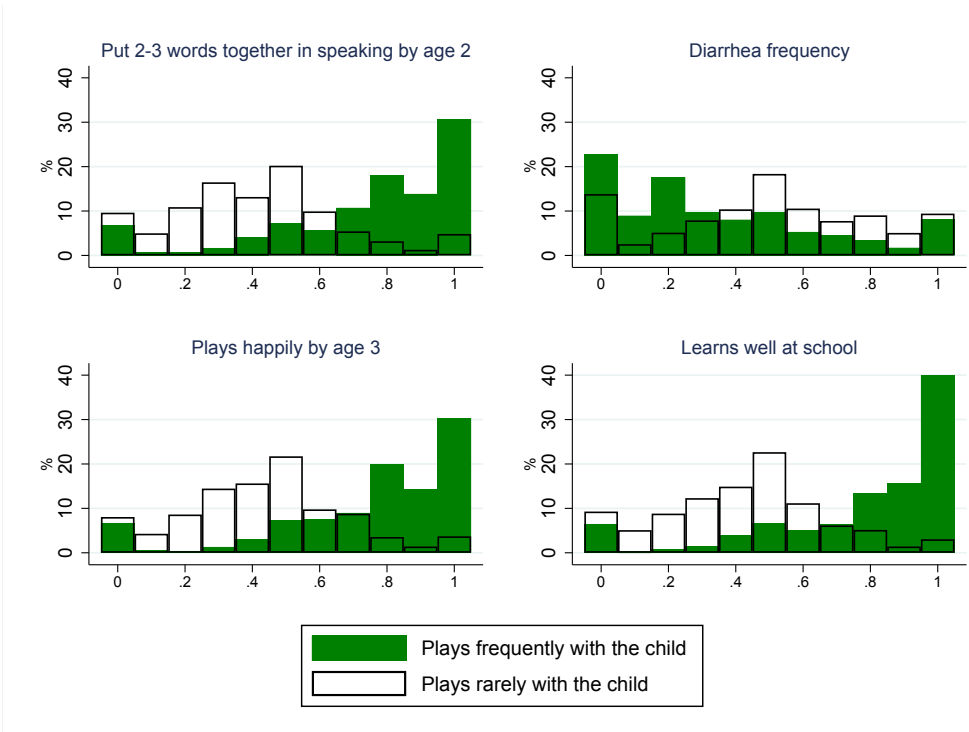 Put 2-3 words together in speaking by age 2
%
0 10 20 30 40
0 .2 .4 .6 .8 1
Diarrhea frequency
%
0 10 20 30 40
0 .2 .4 .6 .8 1
Plays happily by age 3
%
0 10 20 30 40
0 .2 .4 .6 .8 1
Learns well at school
%
0 10 20 30 40
0 .2 .4 .6 .8 1
Plays frequently with the child
Plays rarely with the child